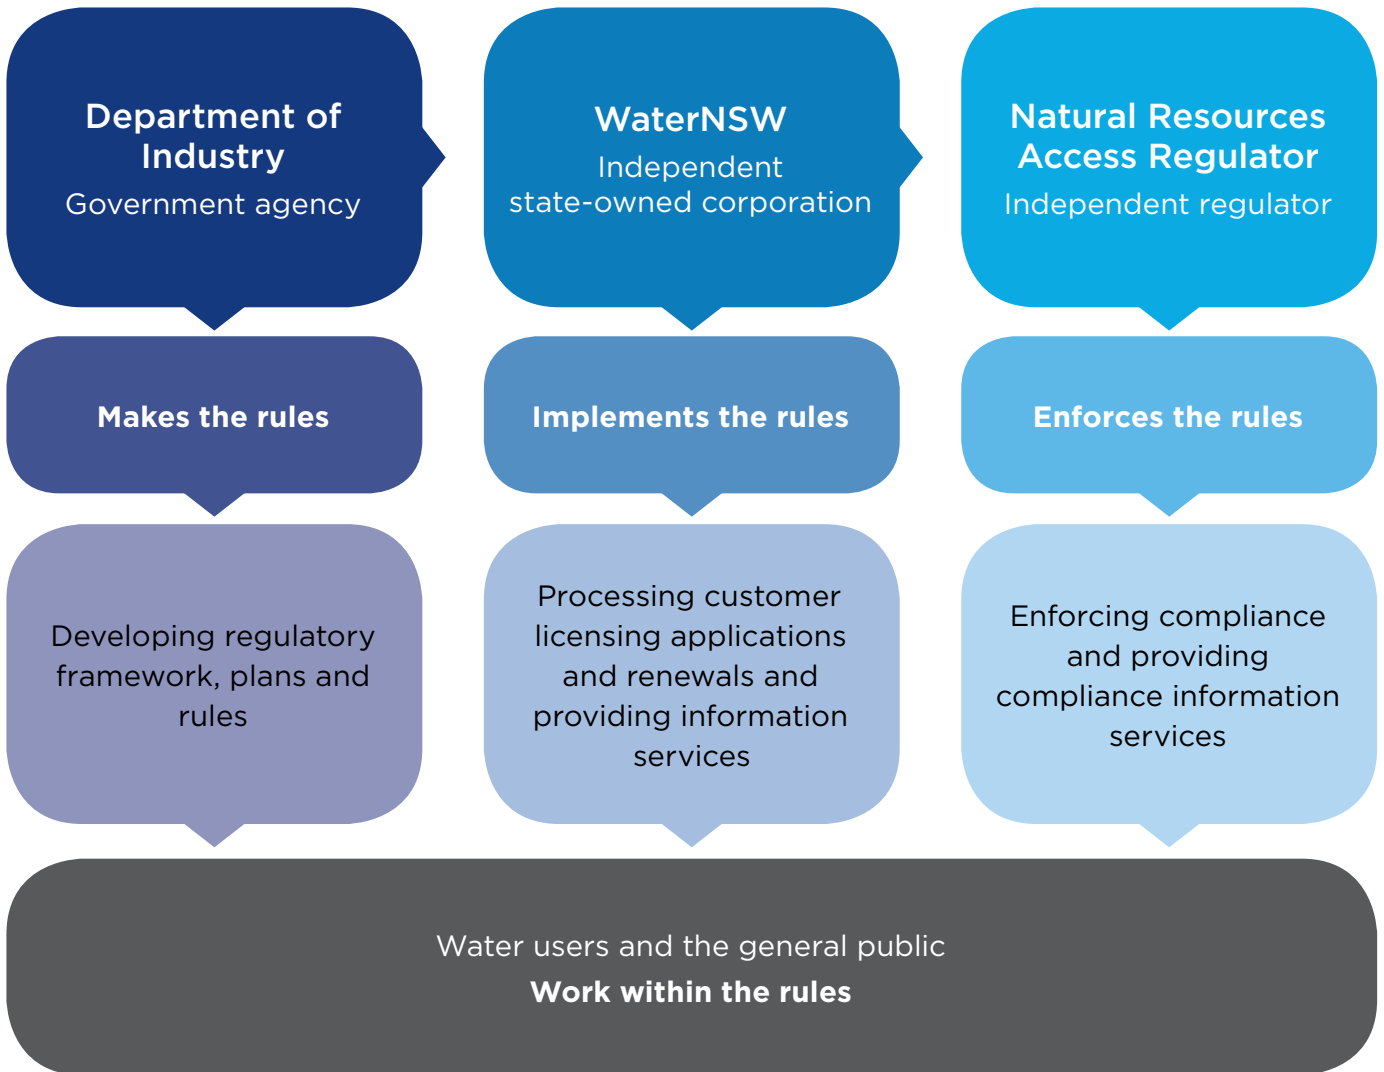 Department of
Industry
Government agency
WaterNSW
Independent
state-owned corporation
Natural Resources
Access Regulator
Independent regulator
Makes the rules
Implements the rules
Enforces the rules
Developing regulatory
framework, plans and
rules
Processing customer
licensing applications
and renewals and
providing information
services
Enforcing compliance
and providing
compliance information
services
Water users and the general public
Work within the rules